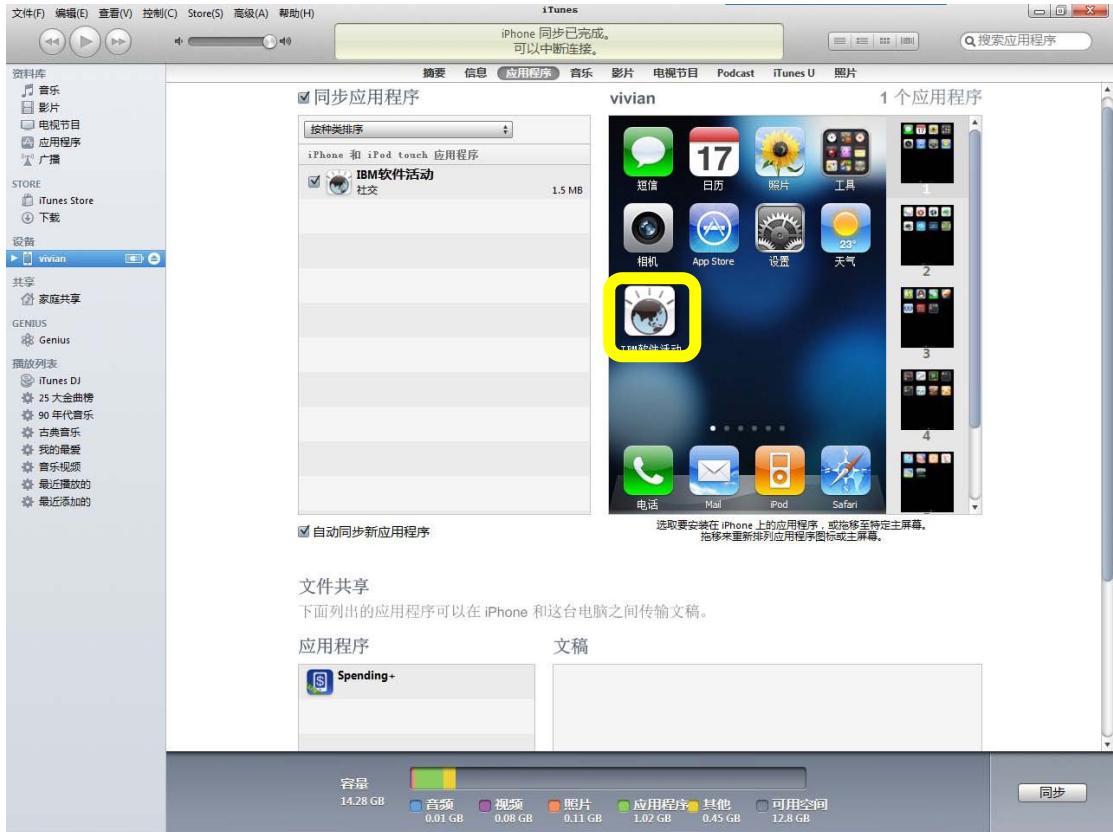 iTunes
文件(F) 编辑(E) 查看(V) 控制(C) Store(S) 高级(A) 帮助(H)
iPhone 同步已完成。
可以中断连接。
搜索应用程序
资料库
音乐
影片
电视节目
应用程序
广播
STORE
iTunes Store
下载
设备
vivian
共享
家庭共享
GENIUS
Genius
播放列表
iTunes DJ
25 大金曲榜
90 年代音乐
古典音乐
我的最爱
音乐视频
最近播放的
最近添加的
摘要 信息 应用程序 音乐 影片 电视节目 Podcast iTunes U 照片
同步应用程序
按种类排序
iPhone 和 iPod touch 应用程序
IBM软件活动
社交
1.5 MB
自动同步新应用程序
vivian
1 个应用程序
17
短信 日历 照片 工具
23°
相机 App Store 设置 天气
IBM软件活动
电话 Mail iPod Safari
1
2
3
4
选取要安装在 iPhone 上的应用程序，或拖移至特定主屏幕。
拖移来重新排列应用程序图标或主屏幕。
文件共享
下面列出的应用程序可以在 iPhone 和这台电脑之间传输文稿。
应用程序
文稿
Spending+
容量
14.28 GB
音频
0.01 GB
视频
0.08 GB
照片
0.11 GB
应用程序
1.02 GB
其他
0.45 GB
可用空间
12.8 GB
同步